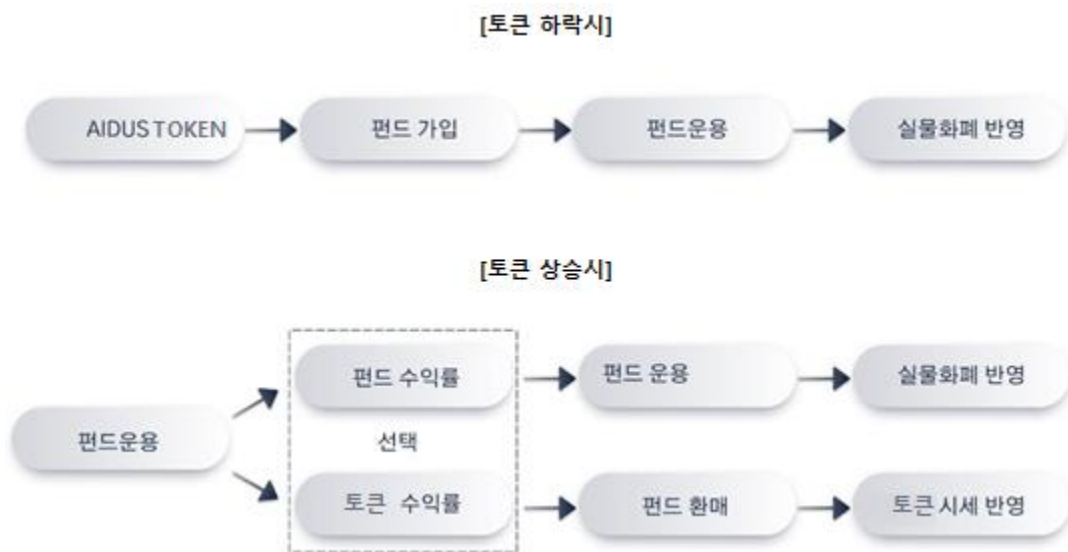 [토큰 하락시]
AIDUS TOKEN
펀드 가입
펀드운용
실물화폐 반영
[토큰 상승시]
펀드 수익률
펀드 운용
실물화폐 반영
펀드운용
선택
토큰 수익률
펀드 환매
토큰 시세 반영